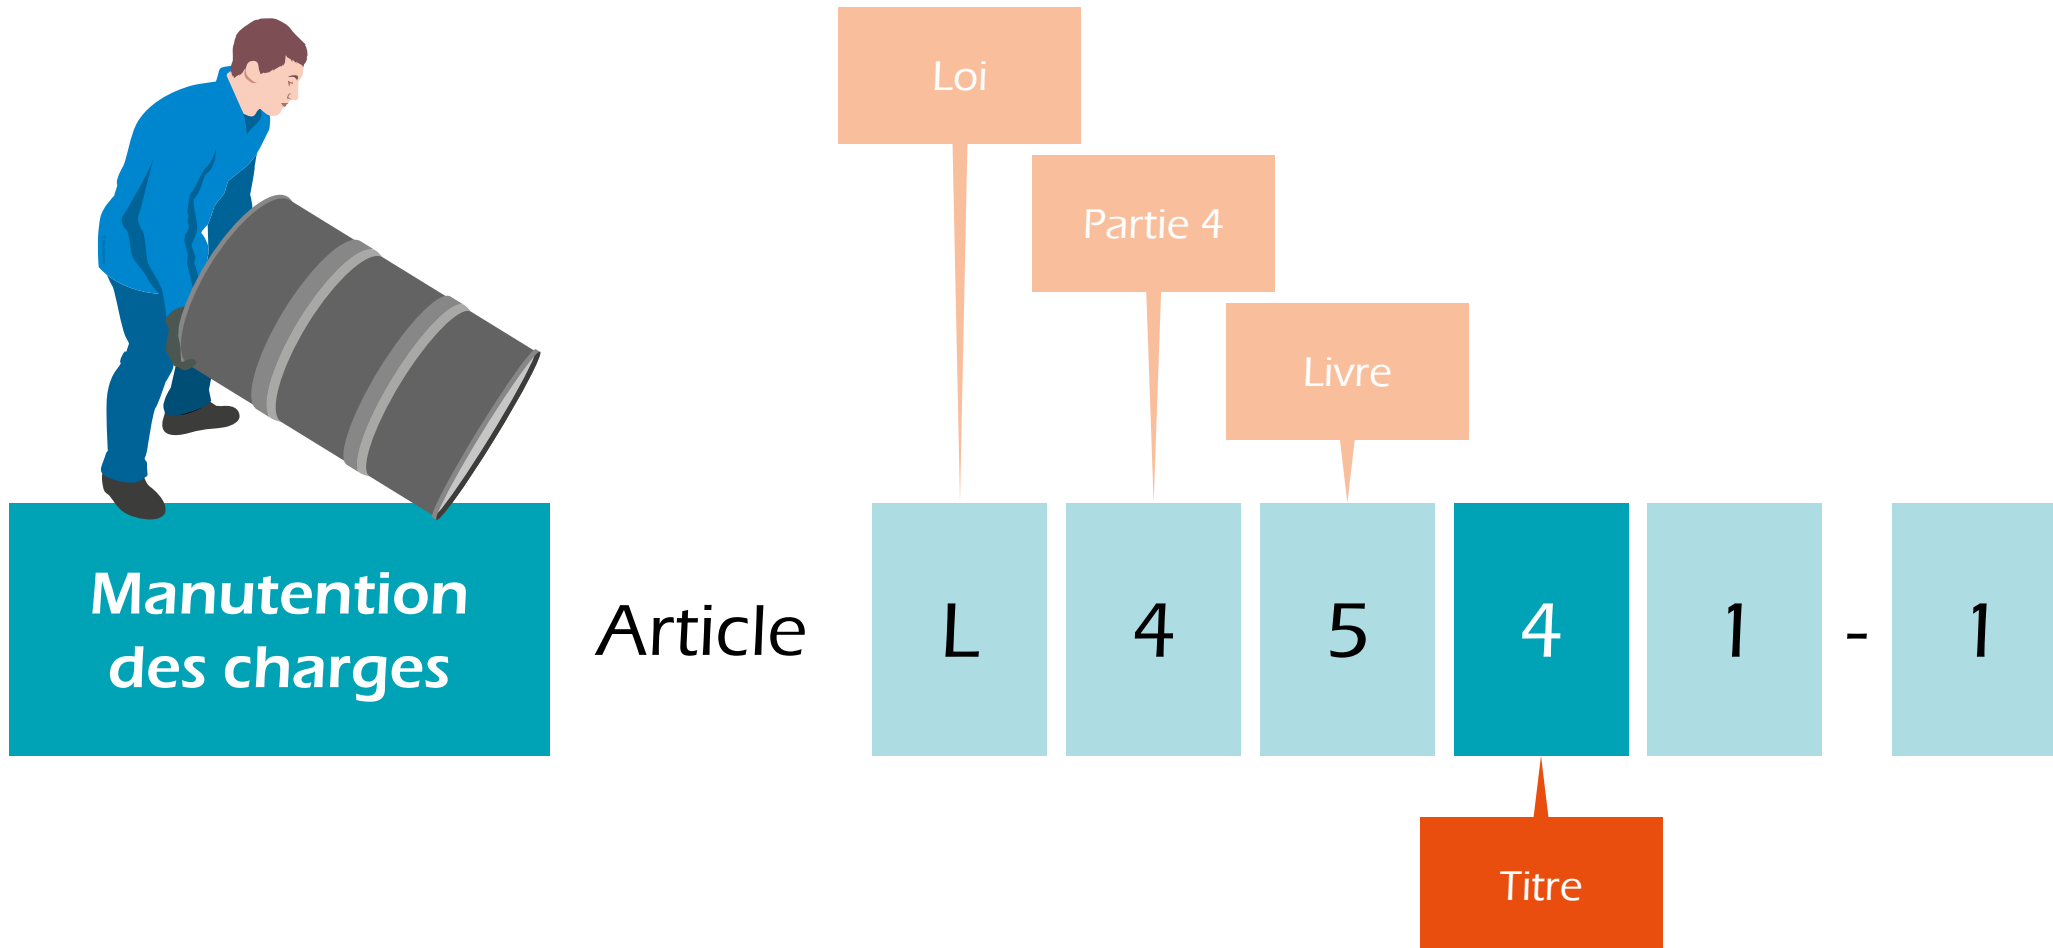 Loi
Partie 4
Livre
Manutention
des charges
Article L 4 5 4 1 - 1
Titre